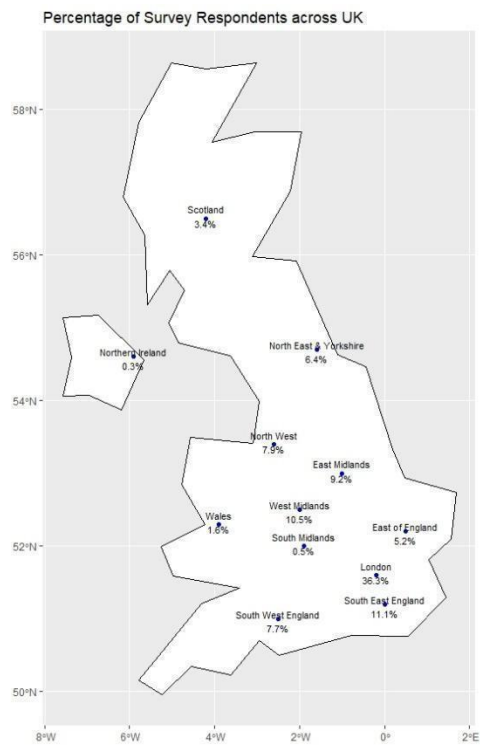 Percentage of Survey Respondents across UK
58°N
Scotland
3.4%
56°N
North East & Yorkshire
6.4%
Northern Ireland
0.3%
54°N
North West
7.9%
East Midlands
9.2%
West Midlands
10.5%
Wales
1.6%
East of England
5.2%
South Midlands
0.5%
52°N
London
36.3%
South East England
11.1%
South West England
7.7%
50°N
8°W
6°W
4°W
2°W
0°
2°E